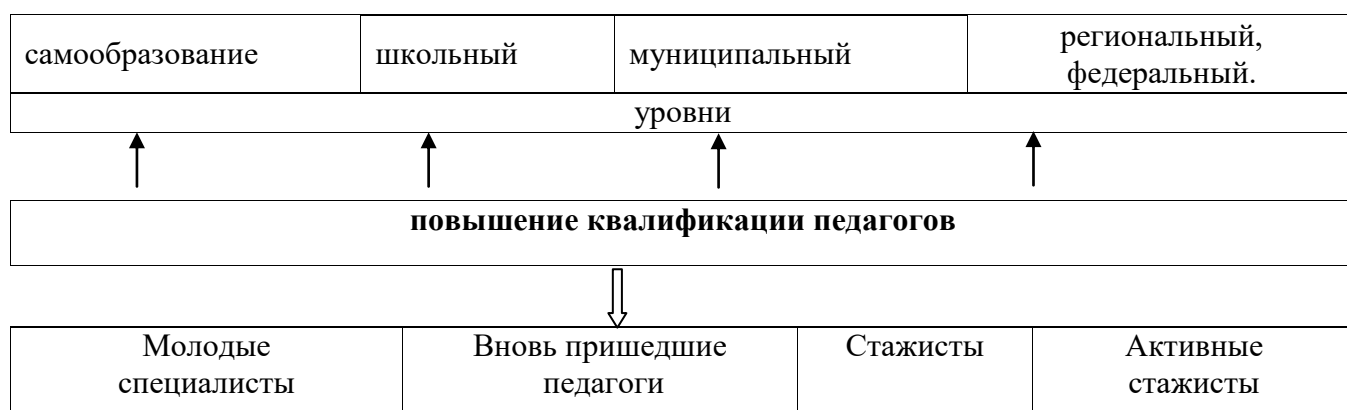 самообразование
школьный
муниципальный
региональный,
федеральный.
уровни
повышение квалификации педагогов
Молодые
специалисты
Вновь пришедшие
педагоги
Стажисты
Активные
стажисты